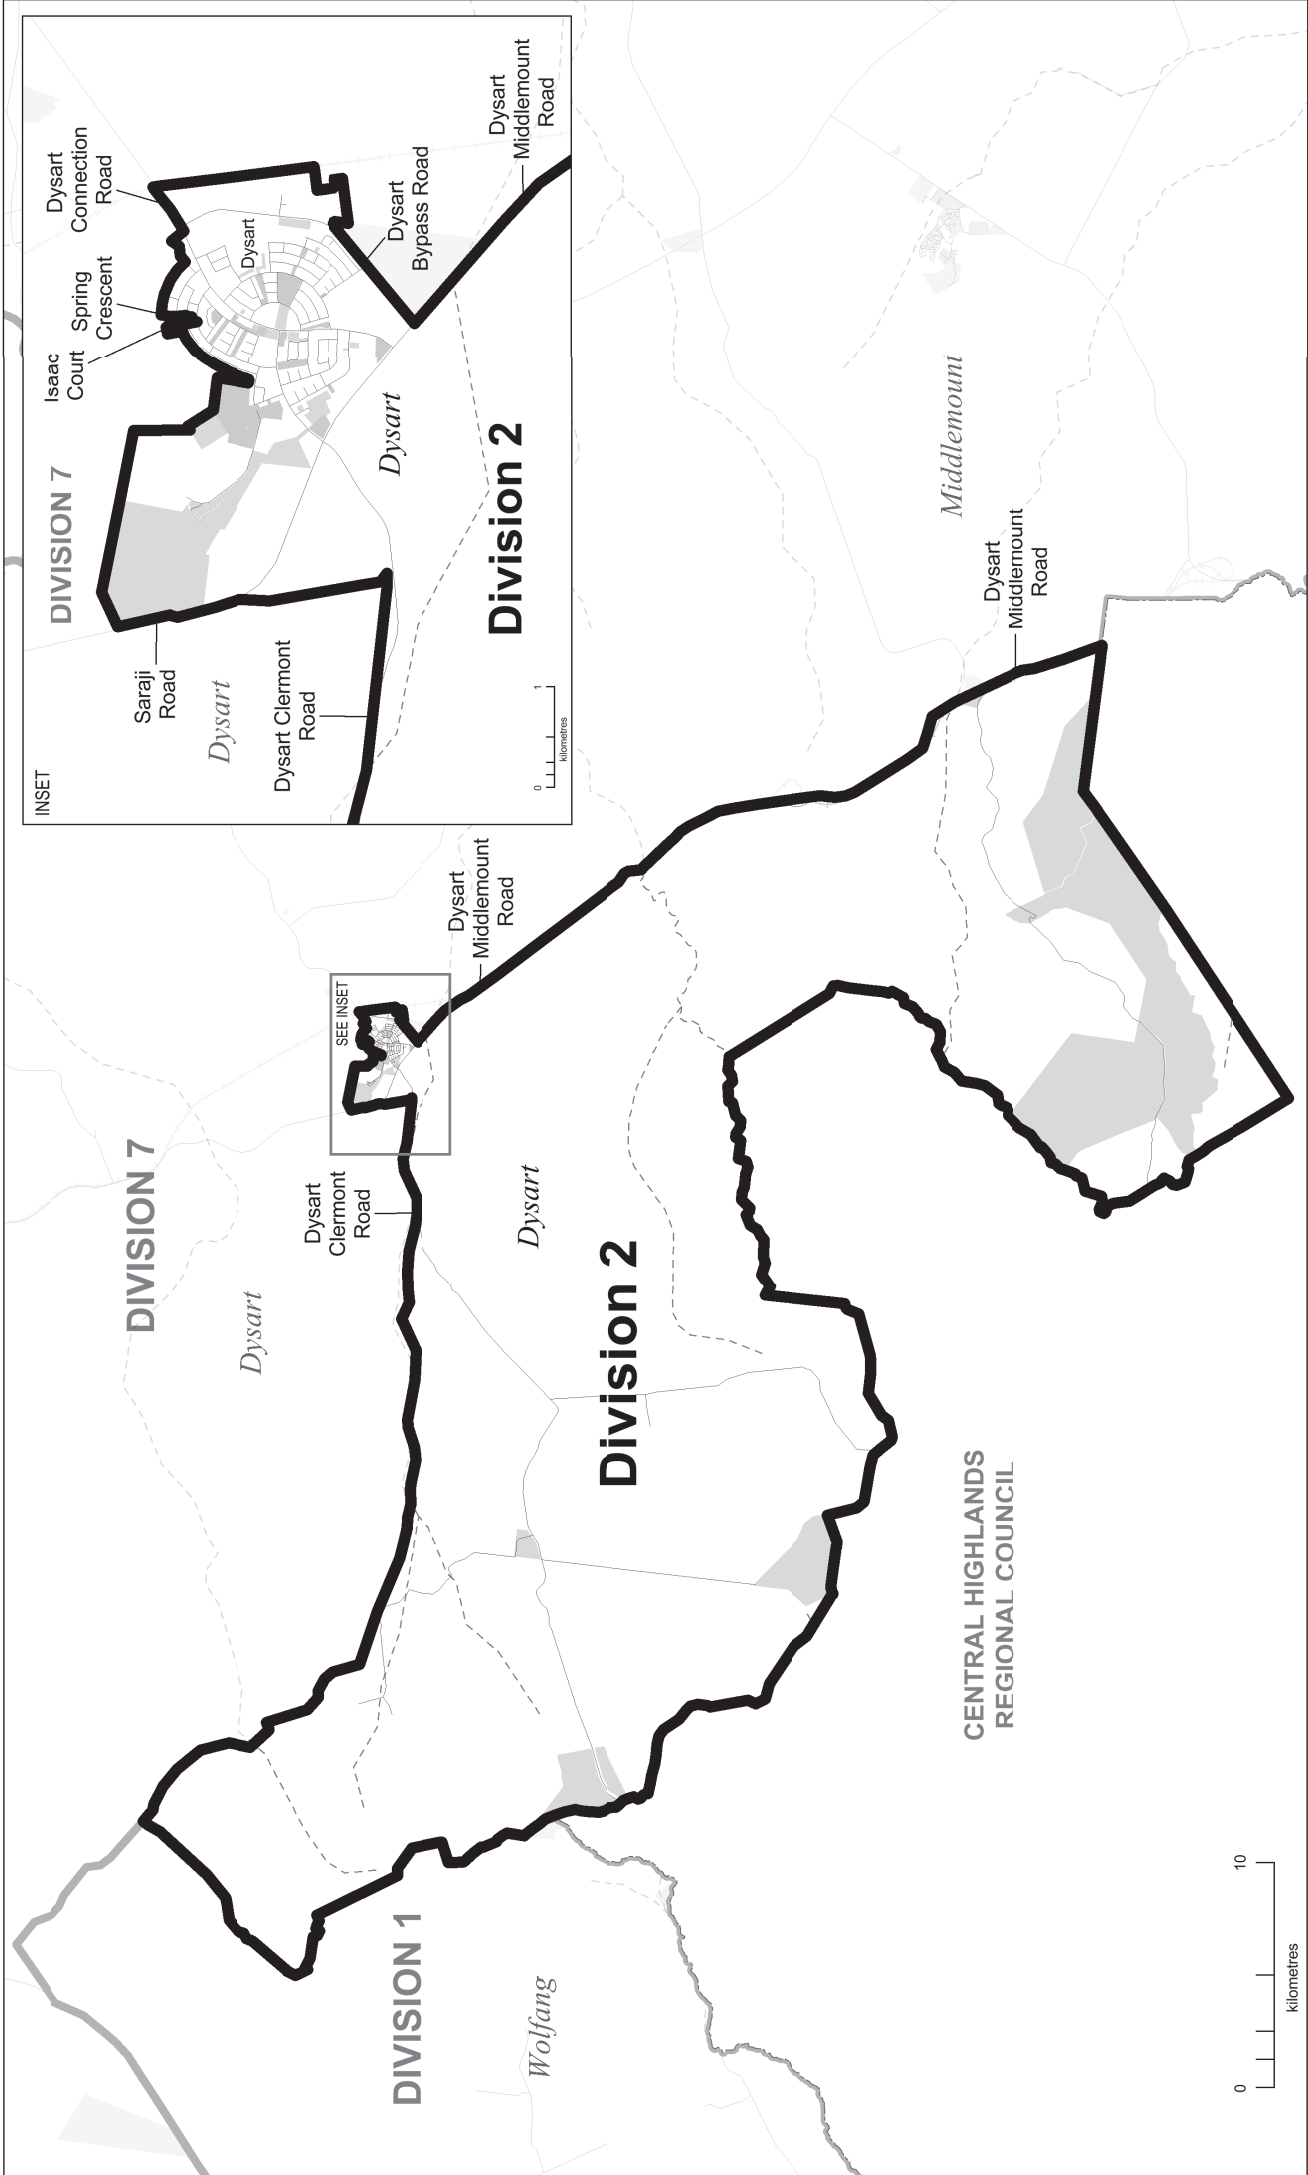 INSET
DIVISION 7
Isaac
Court
Spring
Crescent
Dysart
Connection
Road
Dysart
Saraji
Road
Dysart
Dysart Clermont
Road
Dysart
Dysart
Bypass Road
Division 2
Dysart
Middlemount
Road
0
1
kilometres
DIVISION 7
Dysart
SEE INSET
Dysart
Clermont
Road
Dysart
Middlemount
Road
Dysart
Division 2
DIVISION 1
Wolfang
CENTRAL HIGHLANDS
REGIONAL COUNCIL
Middlemount
Dysart
Middlemount
Road
0
10
kilometres